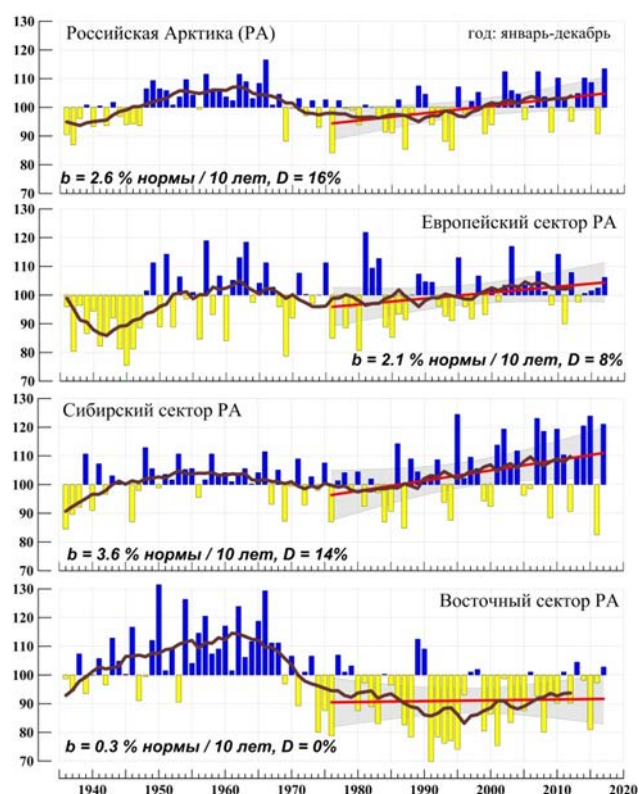 Российская Арктика (РА)
год: январь-декабрь
130
120
110
100
90
80
70
b = 2.6 % нормы / 10 лет, D = 16%
Европейский сектор РА
130
120
110
100
90
80
70
b = 2.1 % нормы / 10 лет, D = 8%
Сибирский сектор РА
130
120
110
100
90
80
70
b = 3.6 % нормы / 10 лет, D = 14%
Восточный сектор РА
130
120
110
100
90
80
70
b = 0.3 % нормы / 10 лет, D = 0%
1940 1950 1960 1970 1980 1990 2000 2010 2020